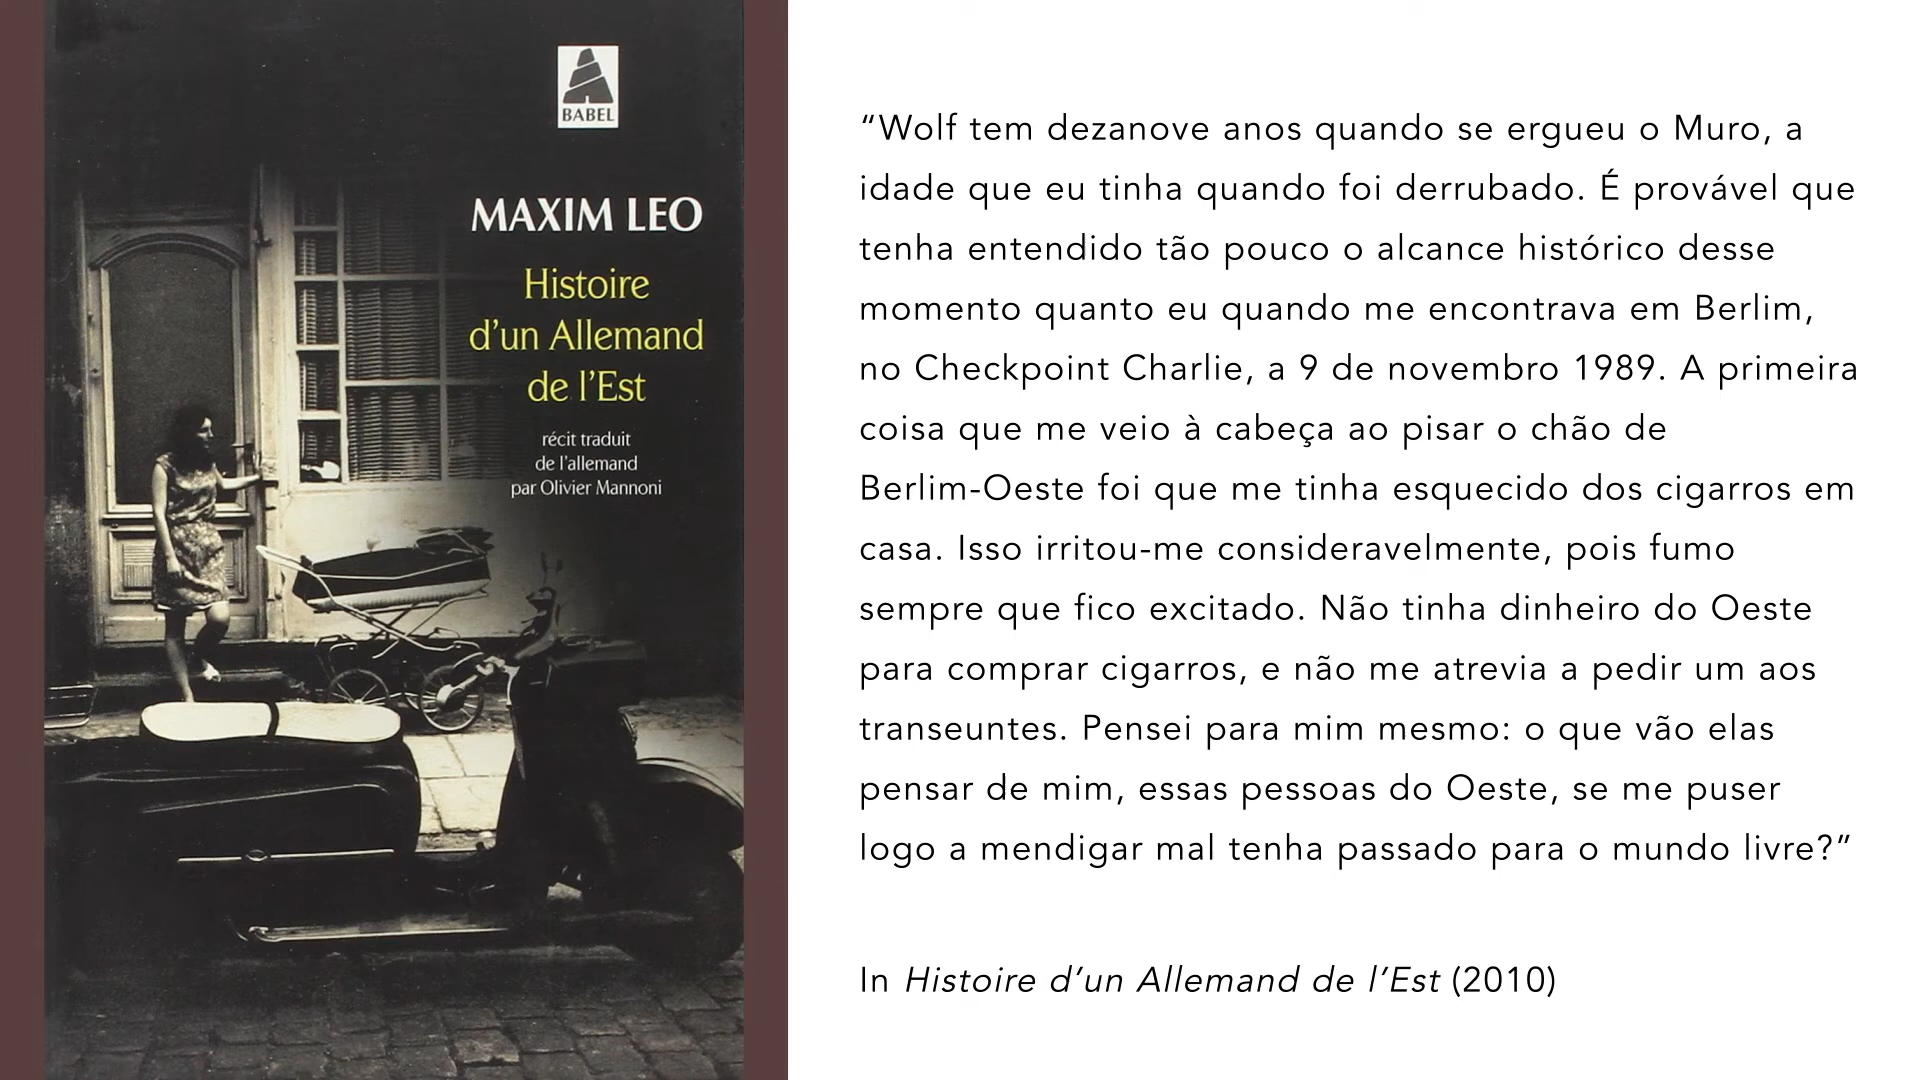 BABEL
MAXIM LEO
Histoire
d’un Allemand
de l’Est
récit traduit
de l’allemand
par Olivier Mannoni
“Wolf tem dezanove anos quando se ergueu o Muro, a
idade que eu tinha quando foi derrubado. É provável que
tenha entendido tão pouco o alcance histórico desse
momento quanto eu quando me encontrava em Berlim,
no Checkpoint Charlie, a 9 de novembro 1989. A primeira
coisa que me veio à cabeça ao pisar o chão de
Berlim-Oeste foi que me tinha esquecido dos cigarros em
casa. Isso irritou-me consideravelmente, pois fumo
sempre que fico excitado. Não tinha dinheiro do Oeste
para comprar cigarros, e não me atrevia a pedir um aos
transeuntes. Pensei para mim mesmo: o que vão elas
pensar de mim, essas pessoas do Oeste, se me puser
logo a mendigar mal tenha passado para o mundo livre?”
In Histoire d’un Allemand de l’Est (2010)